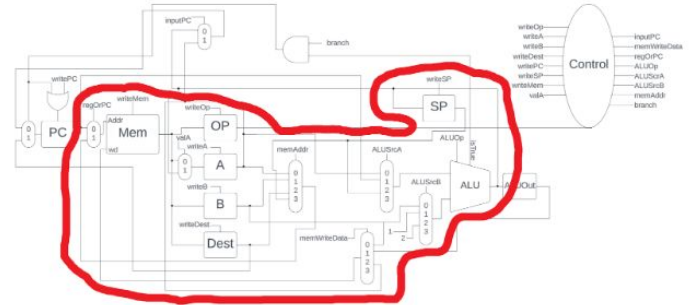 inputPC
0
1
branch
writePC
regOrPC
0
1
PC
0
1
writeMem
Addr
Mem
wd
writeOp
OP
valA
writeA
0
1
A
writeB
B
writeDest
Dest
memAddr
0
1
2
3
memWriteData
0
1
2
3
writeSP
SP
ALUOp
isTrue
ALUSrcA
0
1
2
3
ALUSrcB
0
1
2
3
1
2
ALU
writeOp
writeA
writeB
writeDest
writePC
writeSP
writeMem
valA
Control
inputPC
memWriteData
regOrPC
ALUOp
ALUScrA
ALUSrcB
memAddr
branch